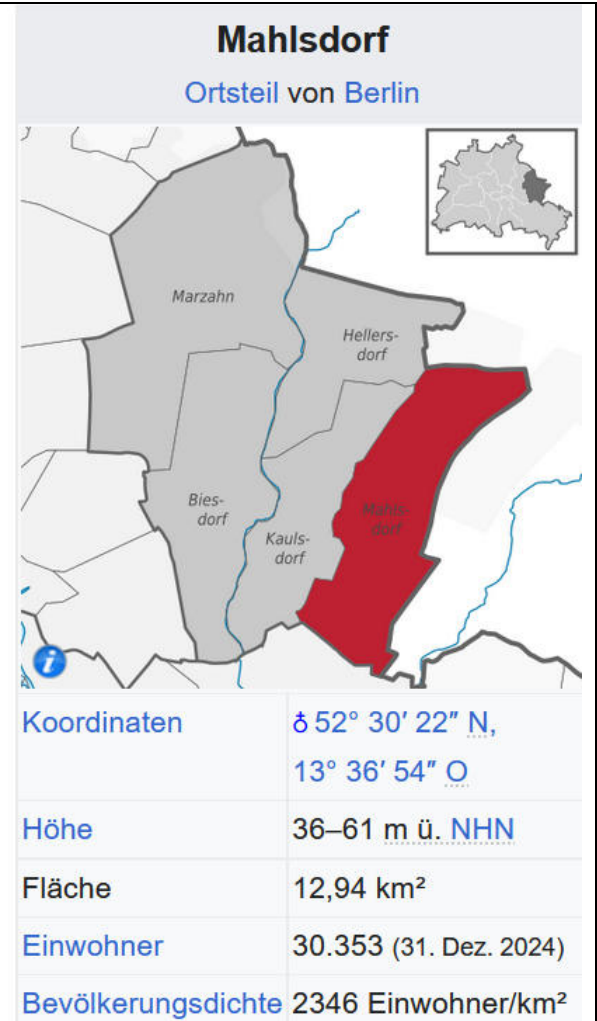 Mahlsdorf
Ortsteil von Berlin
Marzahn
Hellers-
dorf
Bies-
dorf
Kauls-
dorf
Mahls-
dorf
i
Koordinaten
♁ 52° 30′ 22″ N,
13° 36′ 54″ O
Höhe
36–61 m ü. NHN
Fläche
12,94 km²
Einwohner
30.353 (31. Dez. 2024)
Bevölkerungsdichte
2346 Einwohner/km²